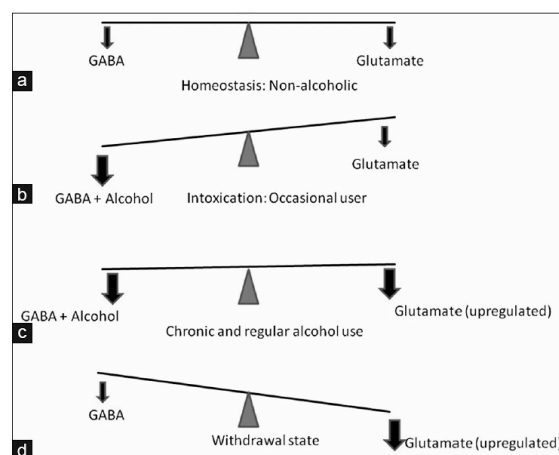 GABA
Glutamate
a
Homeostasis: Non-alcoholic
Glutamate
b
GABA + Alcohol
Intoxication: Occasional user
GABA + Alcohol
Glutamate (upregulated)
c
Chronic and regular alcohol use
GABA
Withdrawal state
Glutamate (upregulated)
d